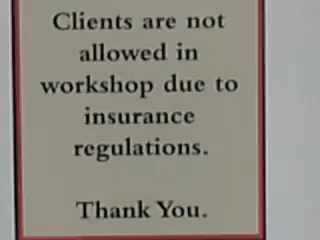 Clients are not
allowed in
workshop due to
insurance
regulations.
Thank You.